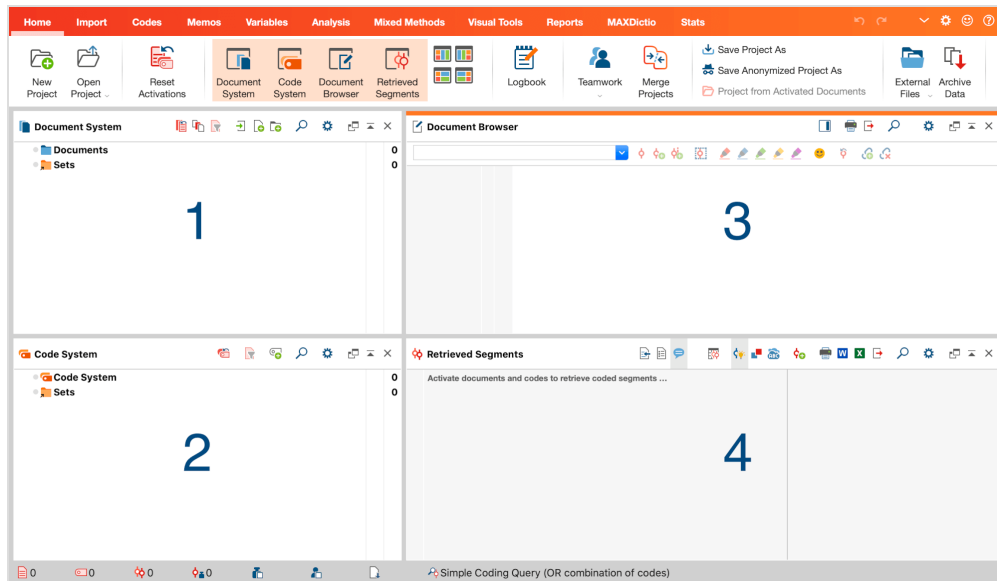 Home Import Codes Memos Variables Analysis Mixed Methods Visual Tools Reports MAXDictio Stats
New Project
Open Project
Reset Activations
Document System
Code System
Document Browser
Retrieved Segments
Logbook
Teamwork
Merge Projects
Save Project As
Save Anonymized Project As
Project from Activated Documents
External Files
Archive Data
Document System
Documents 0
Sets 0
1
Document Browser
3
Code System
Code System 0
Sets 0
2
Retrieved Segments
W X
Activate documents and codes to retrieve coded segments ...
4
0 0 0 0 Simple Coding Query (OR combination of codes)